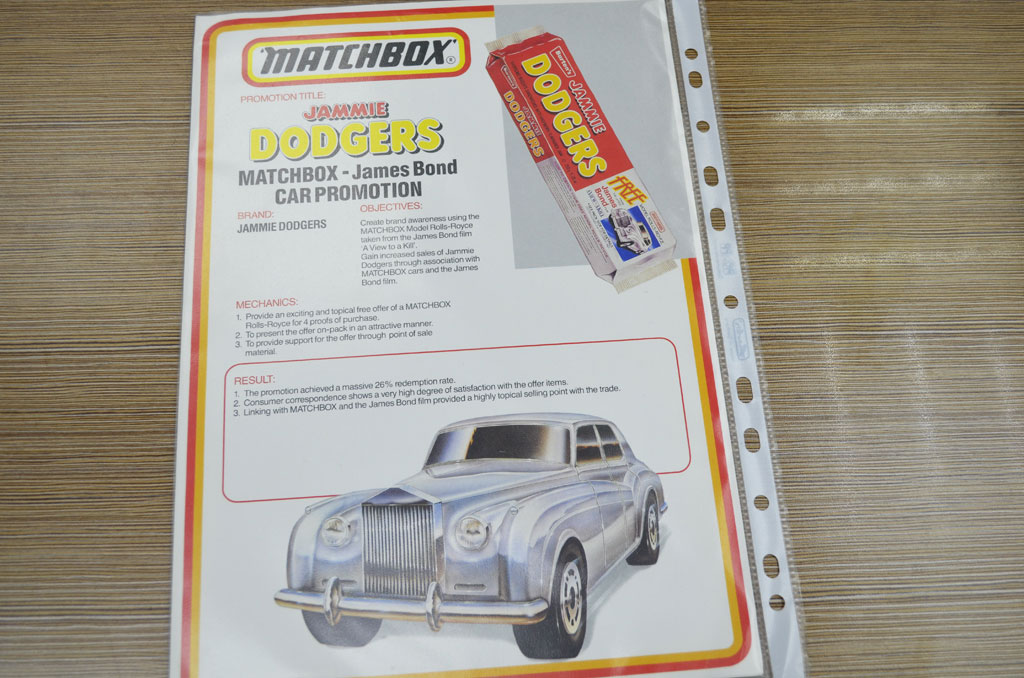 MATCHBOX®
PROMOTION TITLE:
JAMMIE
DODGERS
MATCHBOX - James Bond
CAR PROMOTION
BRAND:
JAMMIE DODGERS
OBJECTIVES:
Create brand awareness using the
MATCHBOX Model Rolls-Royce
taken from the James Bond film
'A View to a Kill'.
Gain increased sales of Jammie
Dodgers through association with
MATCHBOX cars and the James
Bond film.
Burton's
JAMMIE
DODGERS
JAMMIE
DODGERS
FREE
James
Bond
MECHANICS:
1. Provide an exciting and topical free offer of a MATCHBOX
Rolls-Royce for 4 proofs of purchase.
2. To present the offer on-pack in an attractive manner.
3. To provide support for the offer through point of sale
material.
RESULT:
1. The promotion achieved a massive 26% redemption rate.
2. Consumer correspondence shows a very high degree of satisfaction with the offer items.
3. Linking with MATCHBOX and the James Bond film provided a highly topical selling point with the trade.